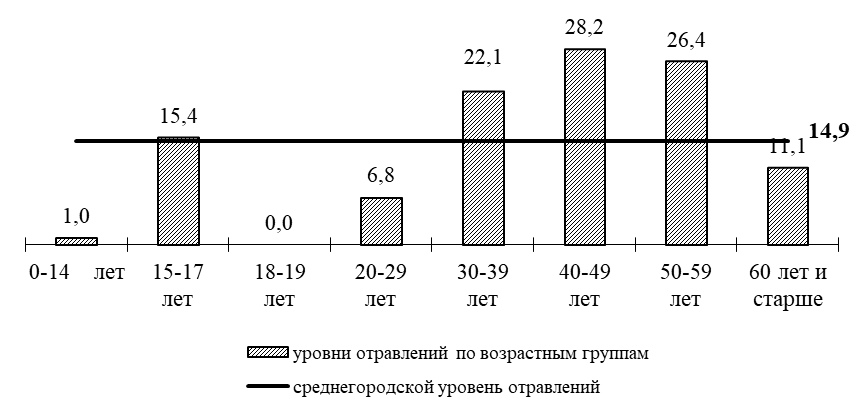 28,2
26,4
22,1
15,4
14,9
11,1
6,8
1,0
0,0
0-14 лет
15-17 лет
18-19 лет
20-29 лет
30-39 лет
40-49 лет
50-59 лет
60 лет и старше
уровни отравлений по возрастным группам
среднегородской уровень отравлений